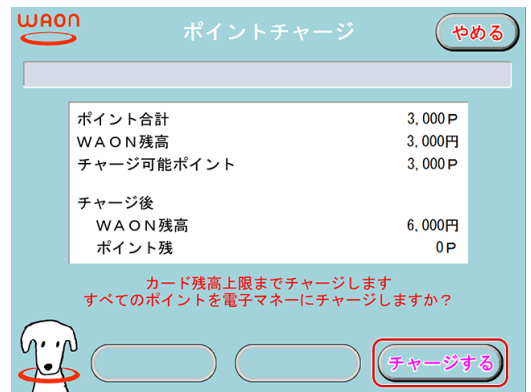 WAON
ポイントチャージ
やめる
ポイント合計 3,000P
WAON残高 3,000円
チャージ可能ポイント 3,000P
チャージ後
WAON残高 6,000円
ポイント残 0P
カード残高上限までチャージします
すべてのポイントを電子マネーにチャージしますか？
チャージする